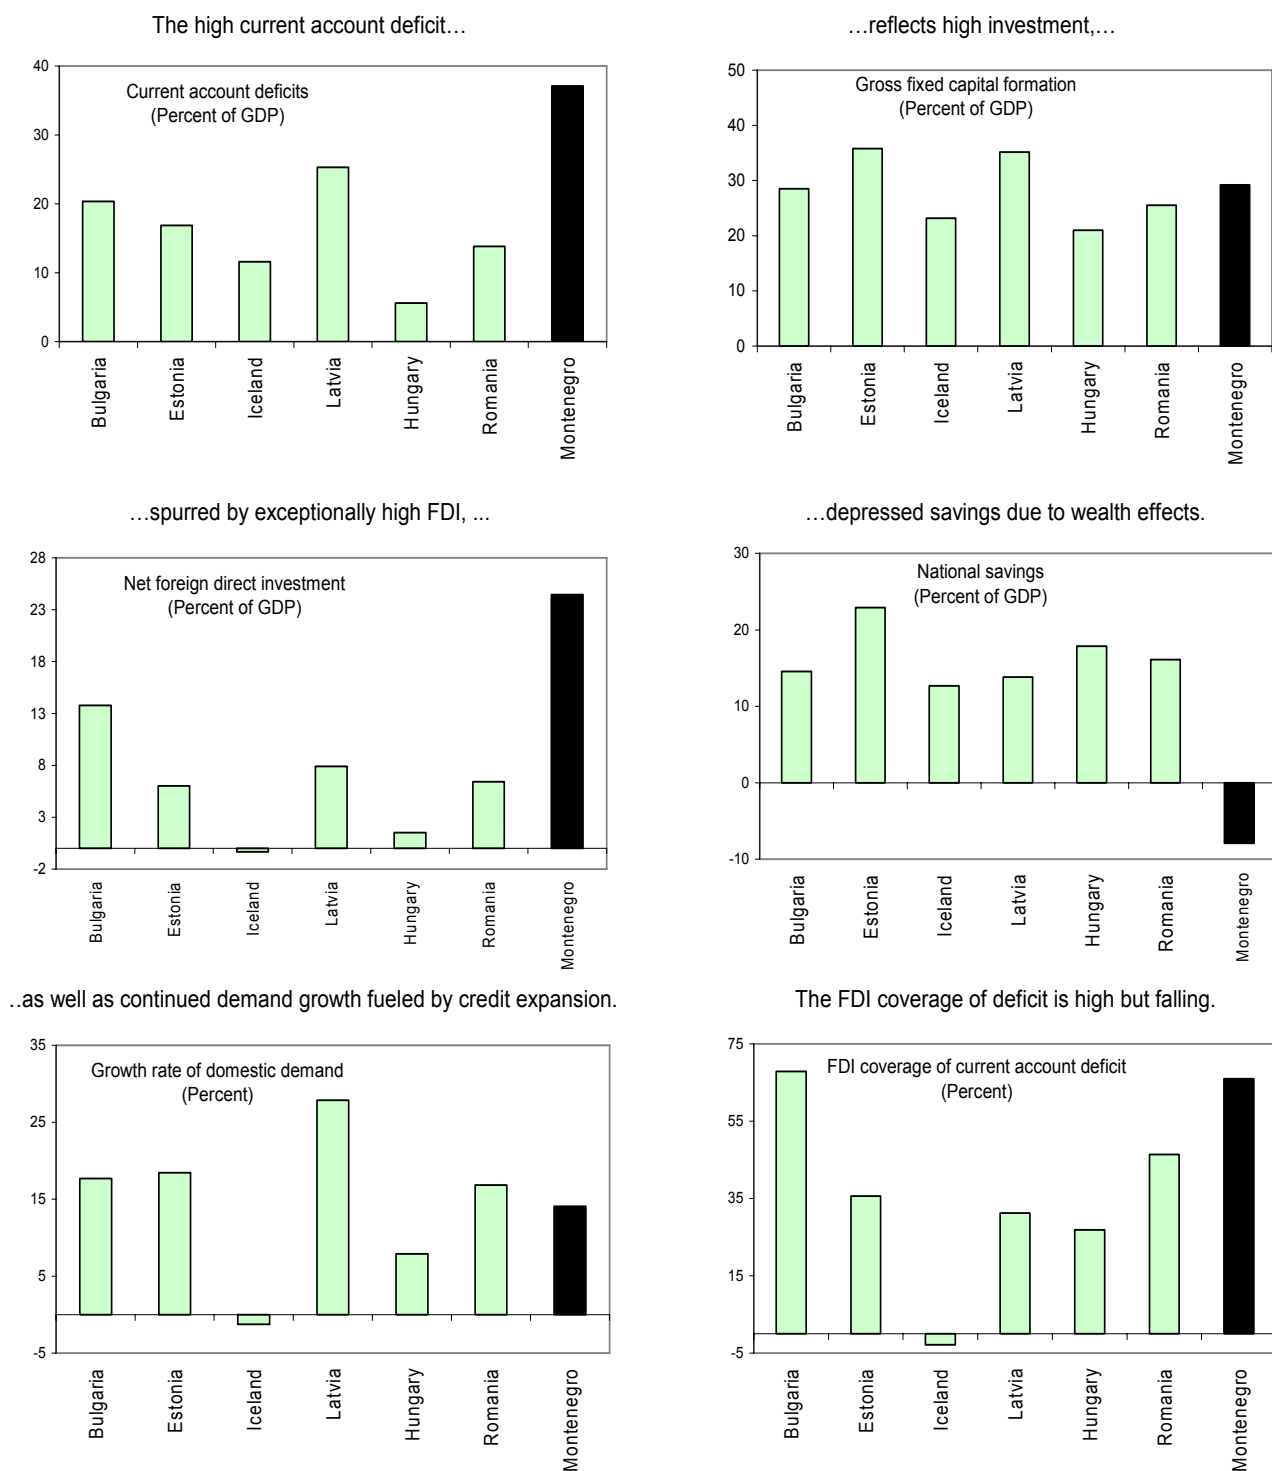 The high current account deficit…
40
30
20
10
0
Current account deficits
(Percent of GDP)
Bulgaria
Estonia
Iceland
Latvia
Hungary
Romania
Montenegro
…reflects high investment,…
50
40
30
20
10
0
Gross fixed capital formation
(Percent of GDP)
Bulgaria
Estonia
Iceland
Latvia
Hungary
Romania
Montenegro
…spurred by exceptionally high FDI, ...
28
23
18
13
8
3
-2
Net foreign direct investment
(Percent of GDP)
Bulgaria
Estonia
Iceland
Latvia
Hungary
Romania
Montenegro
…depressed savings due to wealth effects.
30
20
10
0
-10
National savings
(Percent of GDP)
Bulgaria
Estonia
Iceland
Latvia
Hungary
Romania
Montenegro
…as well as continued demand growth fueled by credit expansion.
35
25
15
5
-5
Growth rate of domestic demand
(Percent)
Bulgaria
Estonia
Iceland
Latvia
Hungary
Romania
Montenegro
The FDI coverage of deficit is high but falling.
75
55
35
15
-5
FDI coverage of current account deficit
(Percent)
Bulgaria
Estonia
Iceland
Latvia
Hungary
Romania
Montenegro